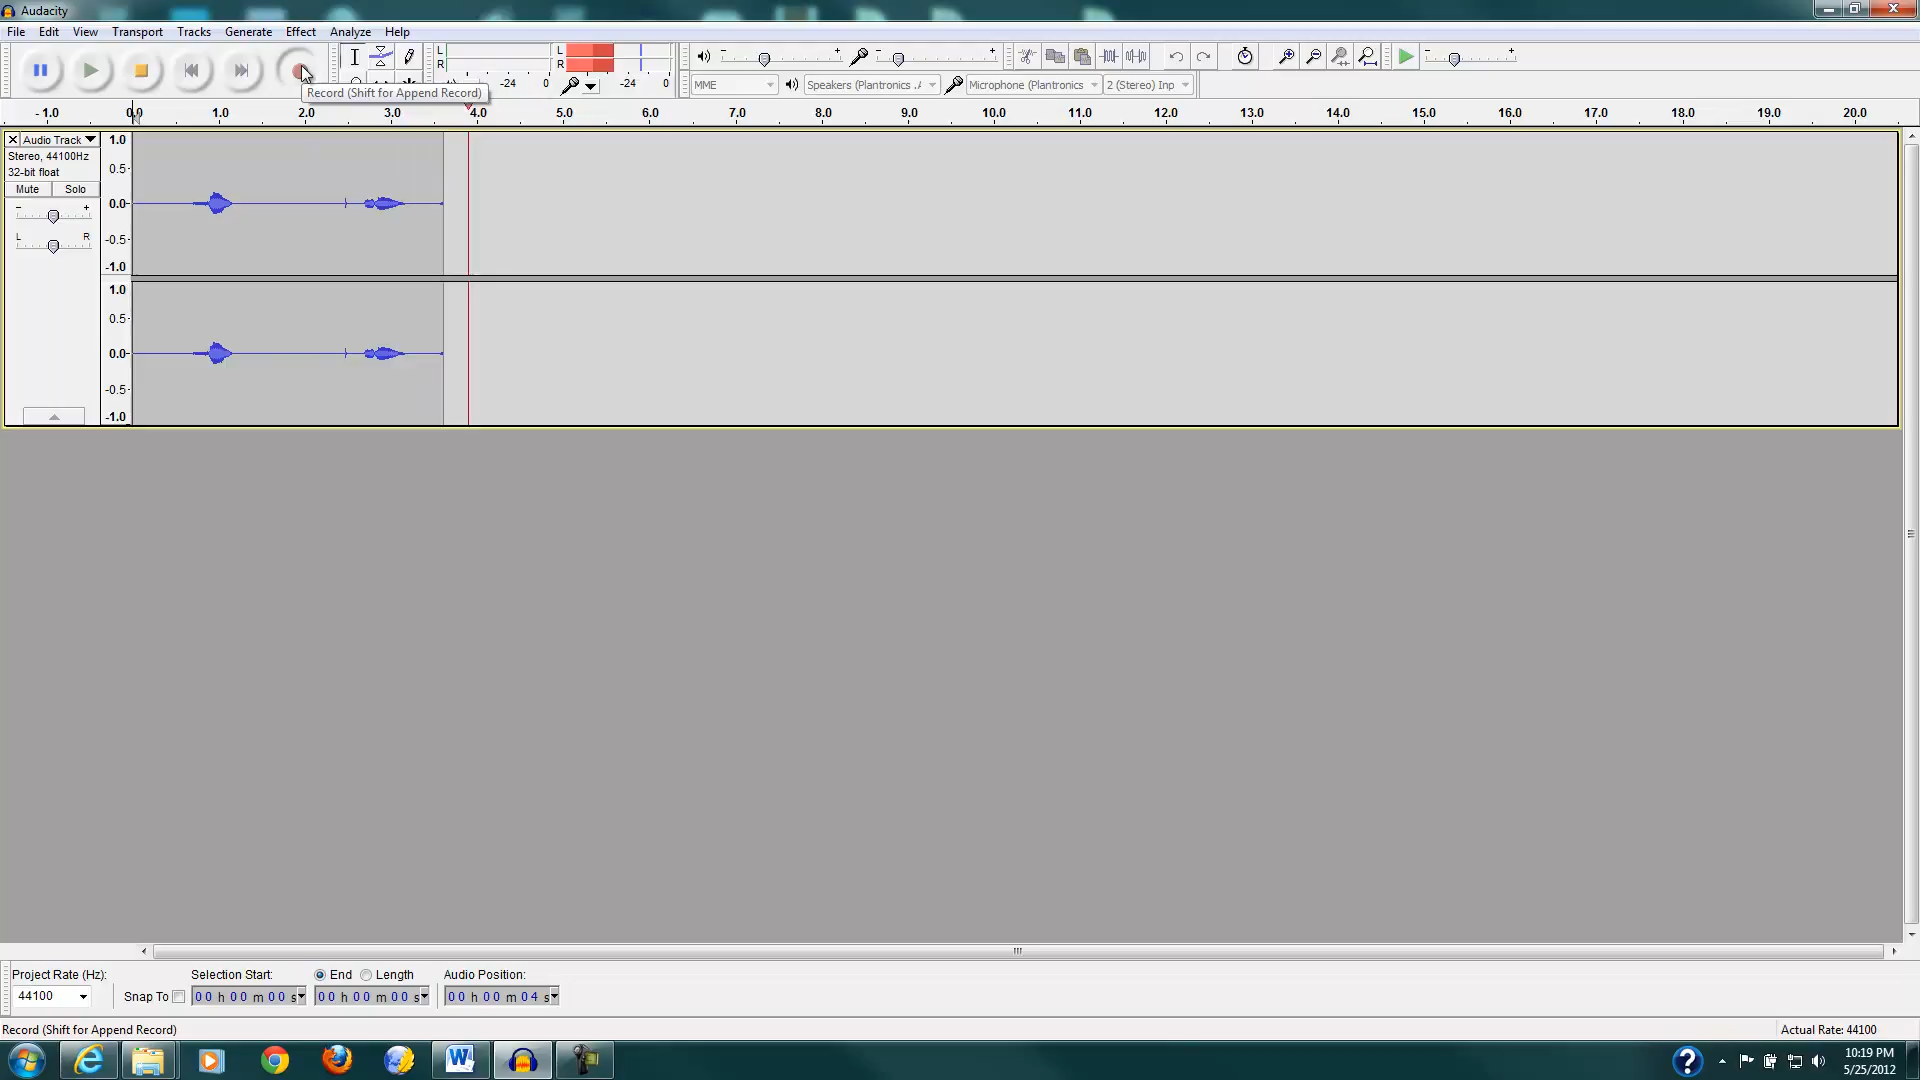 Audacity
File Edit View Transport Tracks Generate Effect Analyze Help
L R -24 0
L R -24 0
Record (Shift for Append Record)
MME Speakers (Plantronics .A Microphone (Plantronics 2 (Stereo) Inp
-1.0 0.0 1.0 2.0 3.0 4.0 5.0 6.0 7.0 8.0 9.0 10.0 11.0 12.0 13.0 14.0 15.0 16.0 17.0 18.0 19.0 20.0
Audio Track
Stereo, 44100Hz
32-bit float
Mute Solo
- +
L R
1.0
0.5
0.0
-0.5
-1.0
1.0
0.5
0.0
-0.5
-1.0
Project Rate (Hz): Selection Start: End Length Audio Position:
44100 Snap To 00 h 00 m 00 s 00 h 00 m 00 s 00 h 00 m 04 s
Record (Shift for Append Record) Actual Rate: 44100
10:19 PM
5/25/2012